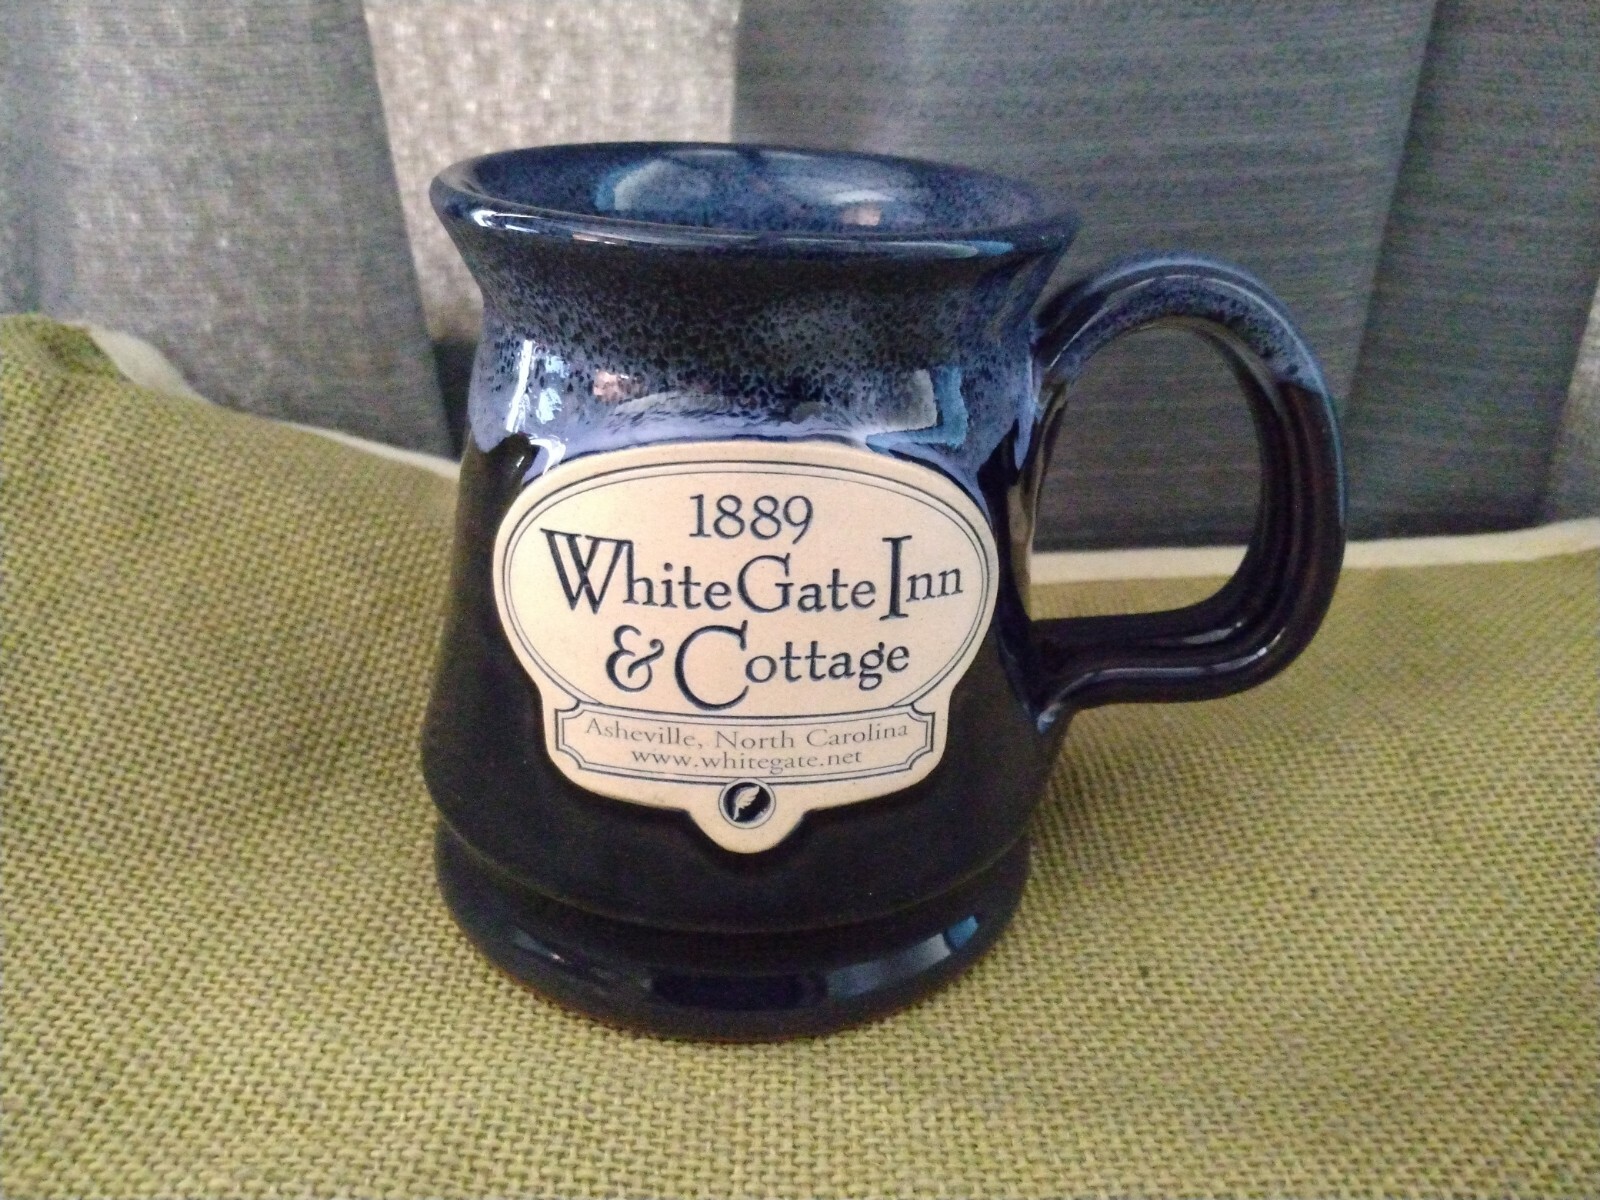 1889
WhiteGate Inn
& Cottage
Asheville, North Carolina
www.whitegate.net